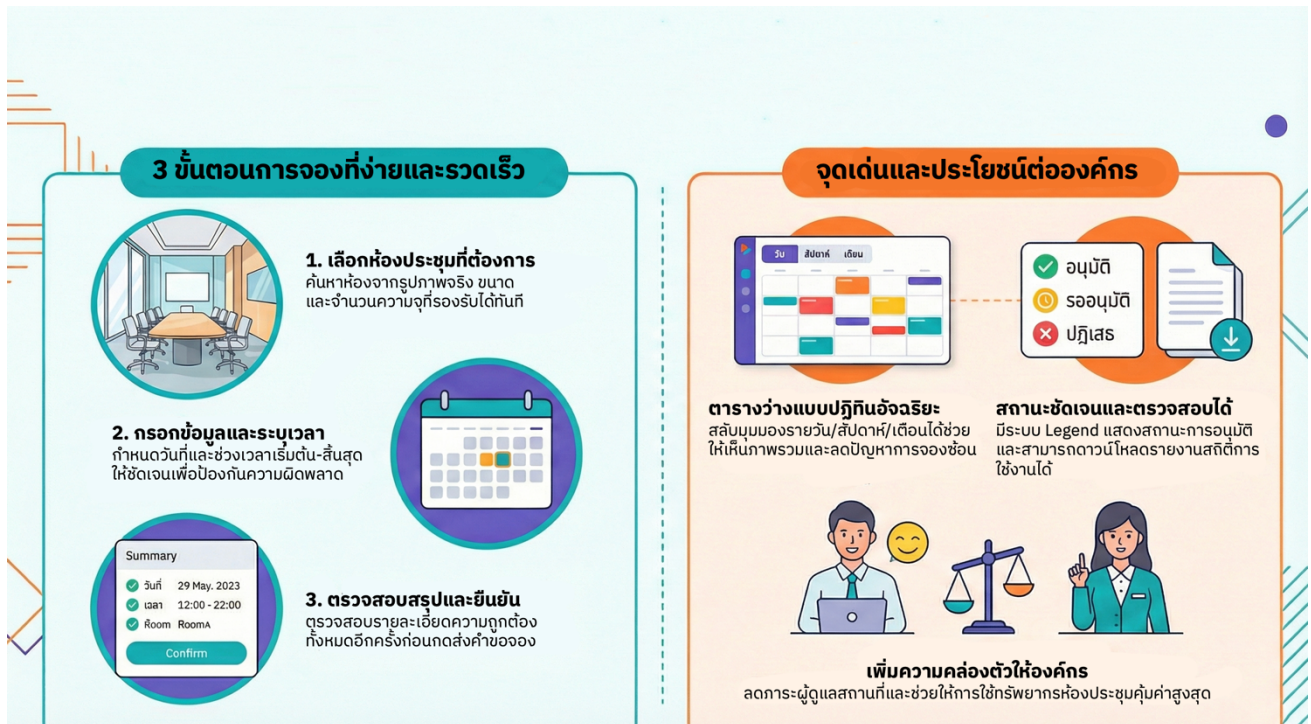 3 ขั้นตอนการจองที่ง่ายและรวดเร็ว
1. เลือกห้องประชุมที่ต้องการ
ค้นหาห้องจากรูปภาพจริง ขนาด
และจำนวนความจุที่รองรับได้ทันที
2. กรอกข้อมูลและระบุเวลา
กำหนดวันที่และช่วงเวลาเริ่มต้น-สิ้นสุด
ให้ชัดเจนเพื่อป้องกันความผิดพลาด
Summary
วันที่ 29 May. 2023
เวลา 12:00 - 22:00
Room RoomA
Confirm
3. ตรวจสอบสรุปและยืนยัน
ตรวจสอบรายละเอียดความถูกต้อง
ทั้งหมดอีกครั้งก่อนกดส่งคำขอจอง
จุดเด่นและประโยชน์ต่อองค์กร
วัน สัปดาห์ เดือน
อนุมัติ
รออนุมัติ
ปฏิเสธ
ตารางว่างแบบปฏิทินอัจฉริยะ
สลับมุมมองรายวัน/สัปดาห์/เดือนได้ช่วย
ให้เห็นภาพรวมและลดปัญหาการจองซ้อน
สถานะชัดเจนและตรวจสอบได้
มีระบบ Legend แสดงสถานะการอนุมัติ
และสามารถดาวน์โหลดรายงานสถิติการ
ใช้งานได้
เพิ่มความคล่องตัวให้องค์กร
ลดภาระผู้ดูแลสถานที่และช่วยให้การใช้ทรัพยากรห้องประชุมคุ้มค่าสูงสุด